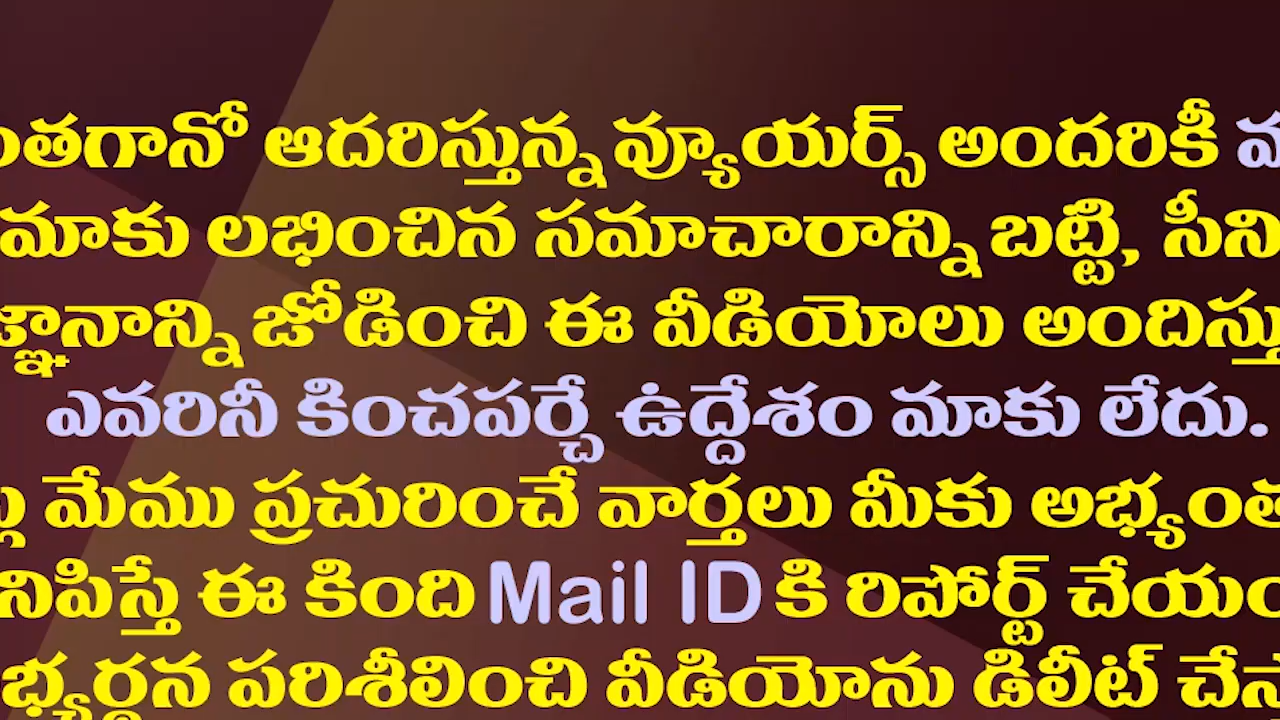 ఆదరిస్తున్న వ్యూయర్స్ అందరికీ
మాకు లభించిన సమాచారాన్ని బట్టి,
జోడించి ఈ వీడియోలు
ఎవరినీ కించపర్చే ఉద్దేశం మాకు లేదు.
మేము ప్రచురించే వార్తలు మీకు
ఈ కింది Mail ID కి రిపోర్ట్
పరిశీలించి వీడియోను డిలీట్